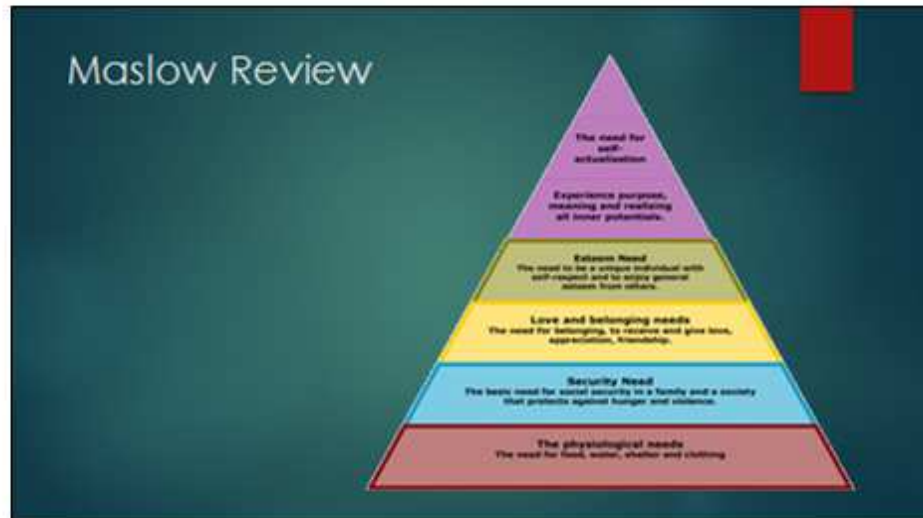 Maslow Review
The need for
self-
actualization
Experience purpose,
meaning and realizing
all inner potentials.
Esteem Need
The need to be a unique individual with
self-respect and to enjoy general
esteem from others.
Love and belonging needs
The need for belonging, to receive and give love,
appreciation, friendship.
Security Need
The basic need for social security in a family and a society
that protects against hunger and violence.
The physiological needs
The need for food, water, shelter and clothing